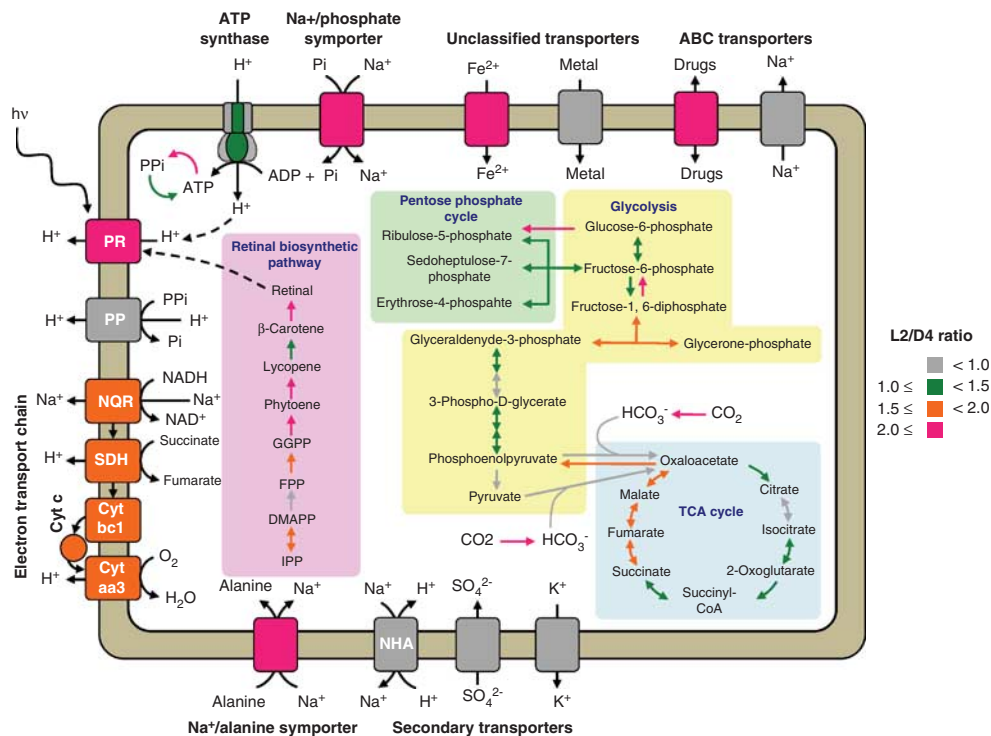 ATP
synthase
Na+/phosphate
symporter
Unclassified transporters
ABC transporters
H⁺
Pi
Na⁺
Fe²⁺
Metal
Drugs
Na⁺
hν
PPi
ATP
ADP + Pi
Na⁺
Fe²⁺
Metal
Drugs
Na⁺
H⁺
H⁺
PR
H⁺
Retinal biosynthetic
pathway
Retinal
β-Carotene
Lycopene
Phytoene
GGPP
FPP
DMAPP
IPP
Pentose phosphate
cycle
Ribulose-5-phosphate
Sedoheptulose-7-
phosphate
Erythrose-4-phospahte
Glycolysis
Glucose-6-phosphate
Fructose-6-phosphate
Fructose-1, 6-diphosphate
Glyceraldenyde-3-phosphate
Glycerone-phosphate
3-Phospho-D-glycerate
Phosphoenolpyruvate
Pyruvate
HCO₃⁻
CO₂
CO2
HCO₃⁻
Oxaloacetate
Citrate
Isocitrate
2-Oxoglutarate
Succinyl-
CoA
Succinate
Fumarate
Malate
TCA cycle
L2/D4 ratio
< 1.0
1.0 ≤
< 1.5
1.5 ≤
< 2.0
2.0 ≤
H⁺
PP
PPi
H⁺
Pi
Electron transport chain
Na⁺
NQR
NADH
Na⁺
NAD⁺
H⁺
SDH
Succinate
Fumarate
Cyt c
Cyt
bc1
H⁺
Cyt
aa3
O₂
H₂O
Alanine
Na⁺
Na⁺
H⁺
SO₄²⁻
K⁺
NHA
Alanine
Na⁺
Na⁺
H⁺
SO₄²⁻
K⁺
Na⁺/alanine symporter
Secondary transporters